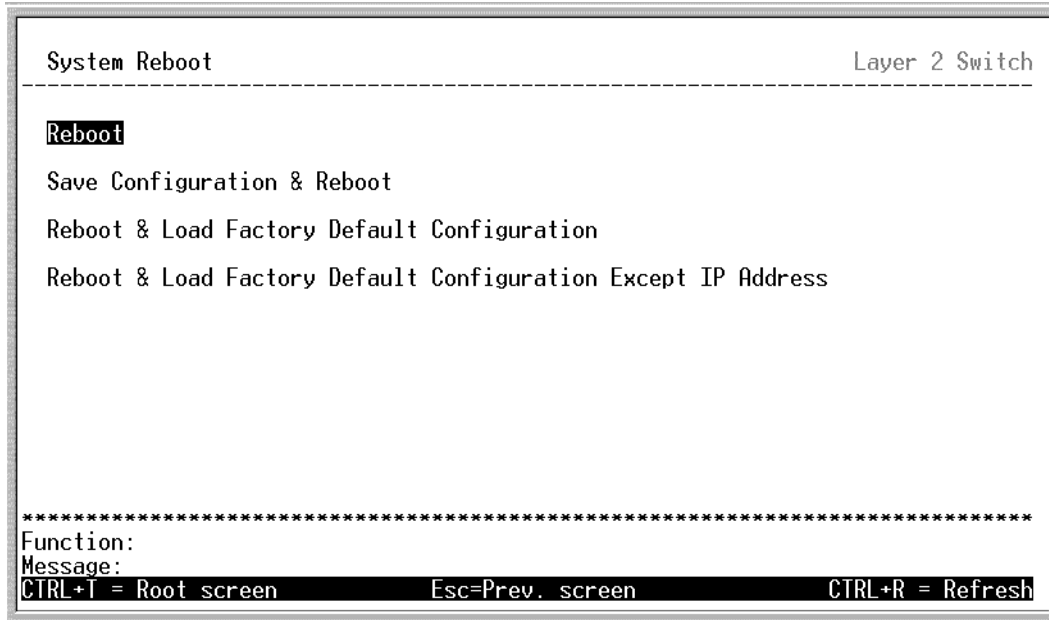 System Reboot Layer 2 Switch
--------------------------------------------------------------------------------
Reboot
Save Configuration & Reboot
Reboot & Load Factory Default Configuration
Reboot & Load Factory Default Configuration Except IP Address
********************************************************************************
Function:
Message:
CTRL+T = Root screen Esc=Prev. screen CTRL+R = Refresh